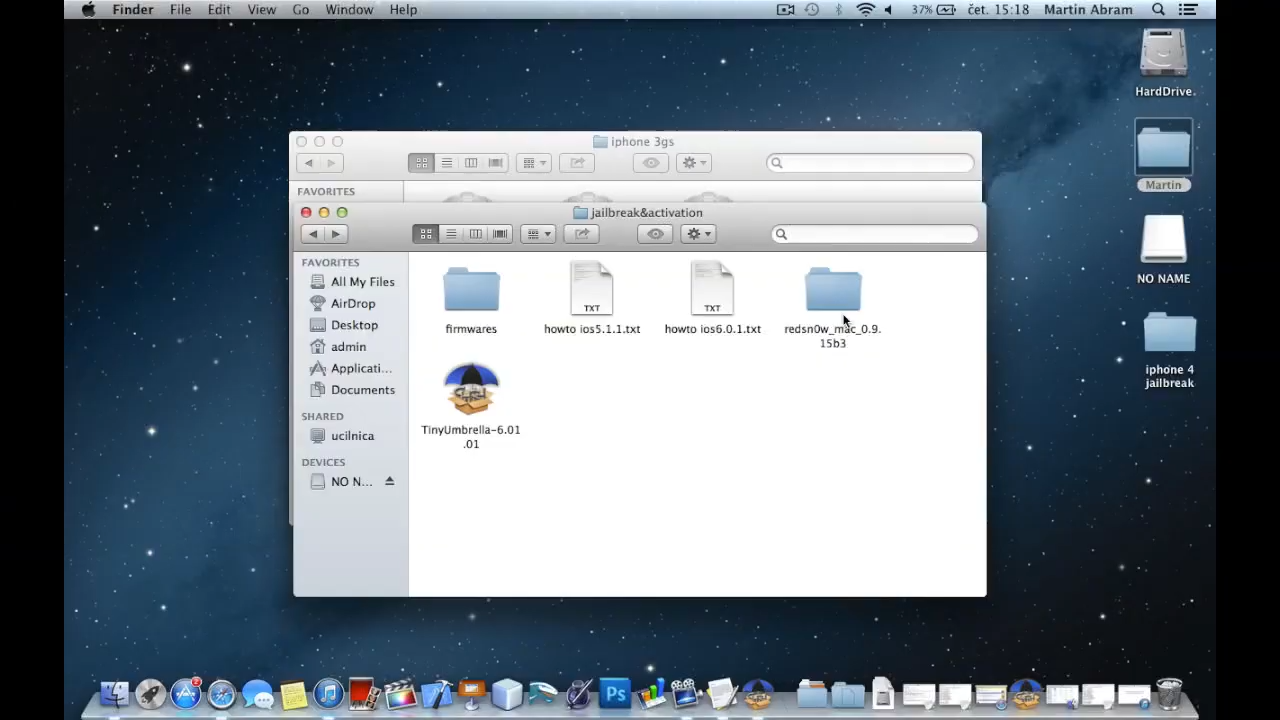 Finder File Edit View Go Window Help 37% čet. 15:18 Martin Abram
HardDrive
iphone 3gs
FAVORITES
Martin
jailbreak&activation
FAVORITES
All My Files
AirDrop
Desktop
admin
Applicati...
Documents
SHARED
ucilnica
DEVICES
NO N...
TXT
TXT
firmwares
howto ios5.1.1.txt
howto ios6.0.1.txt
redsn0w_mac_0.9.
15b3
TinyUmbrella-6.01
.01
NO NAME
iphone 4
jailbreak
2
Ps